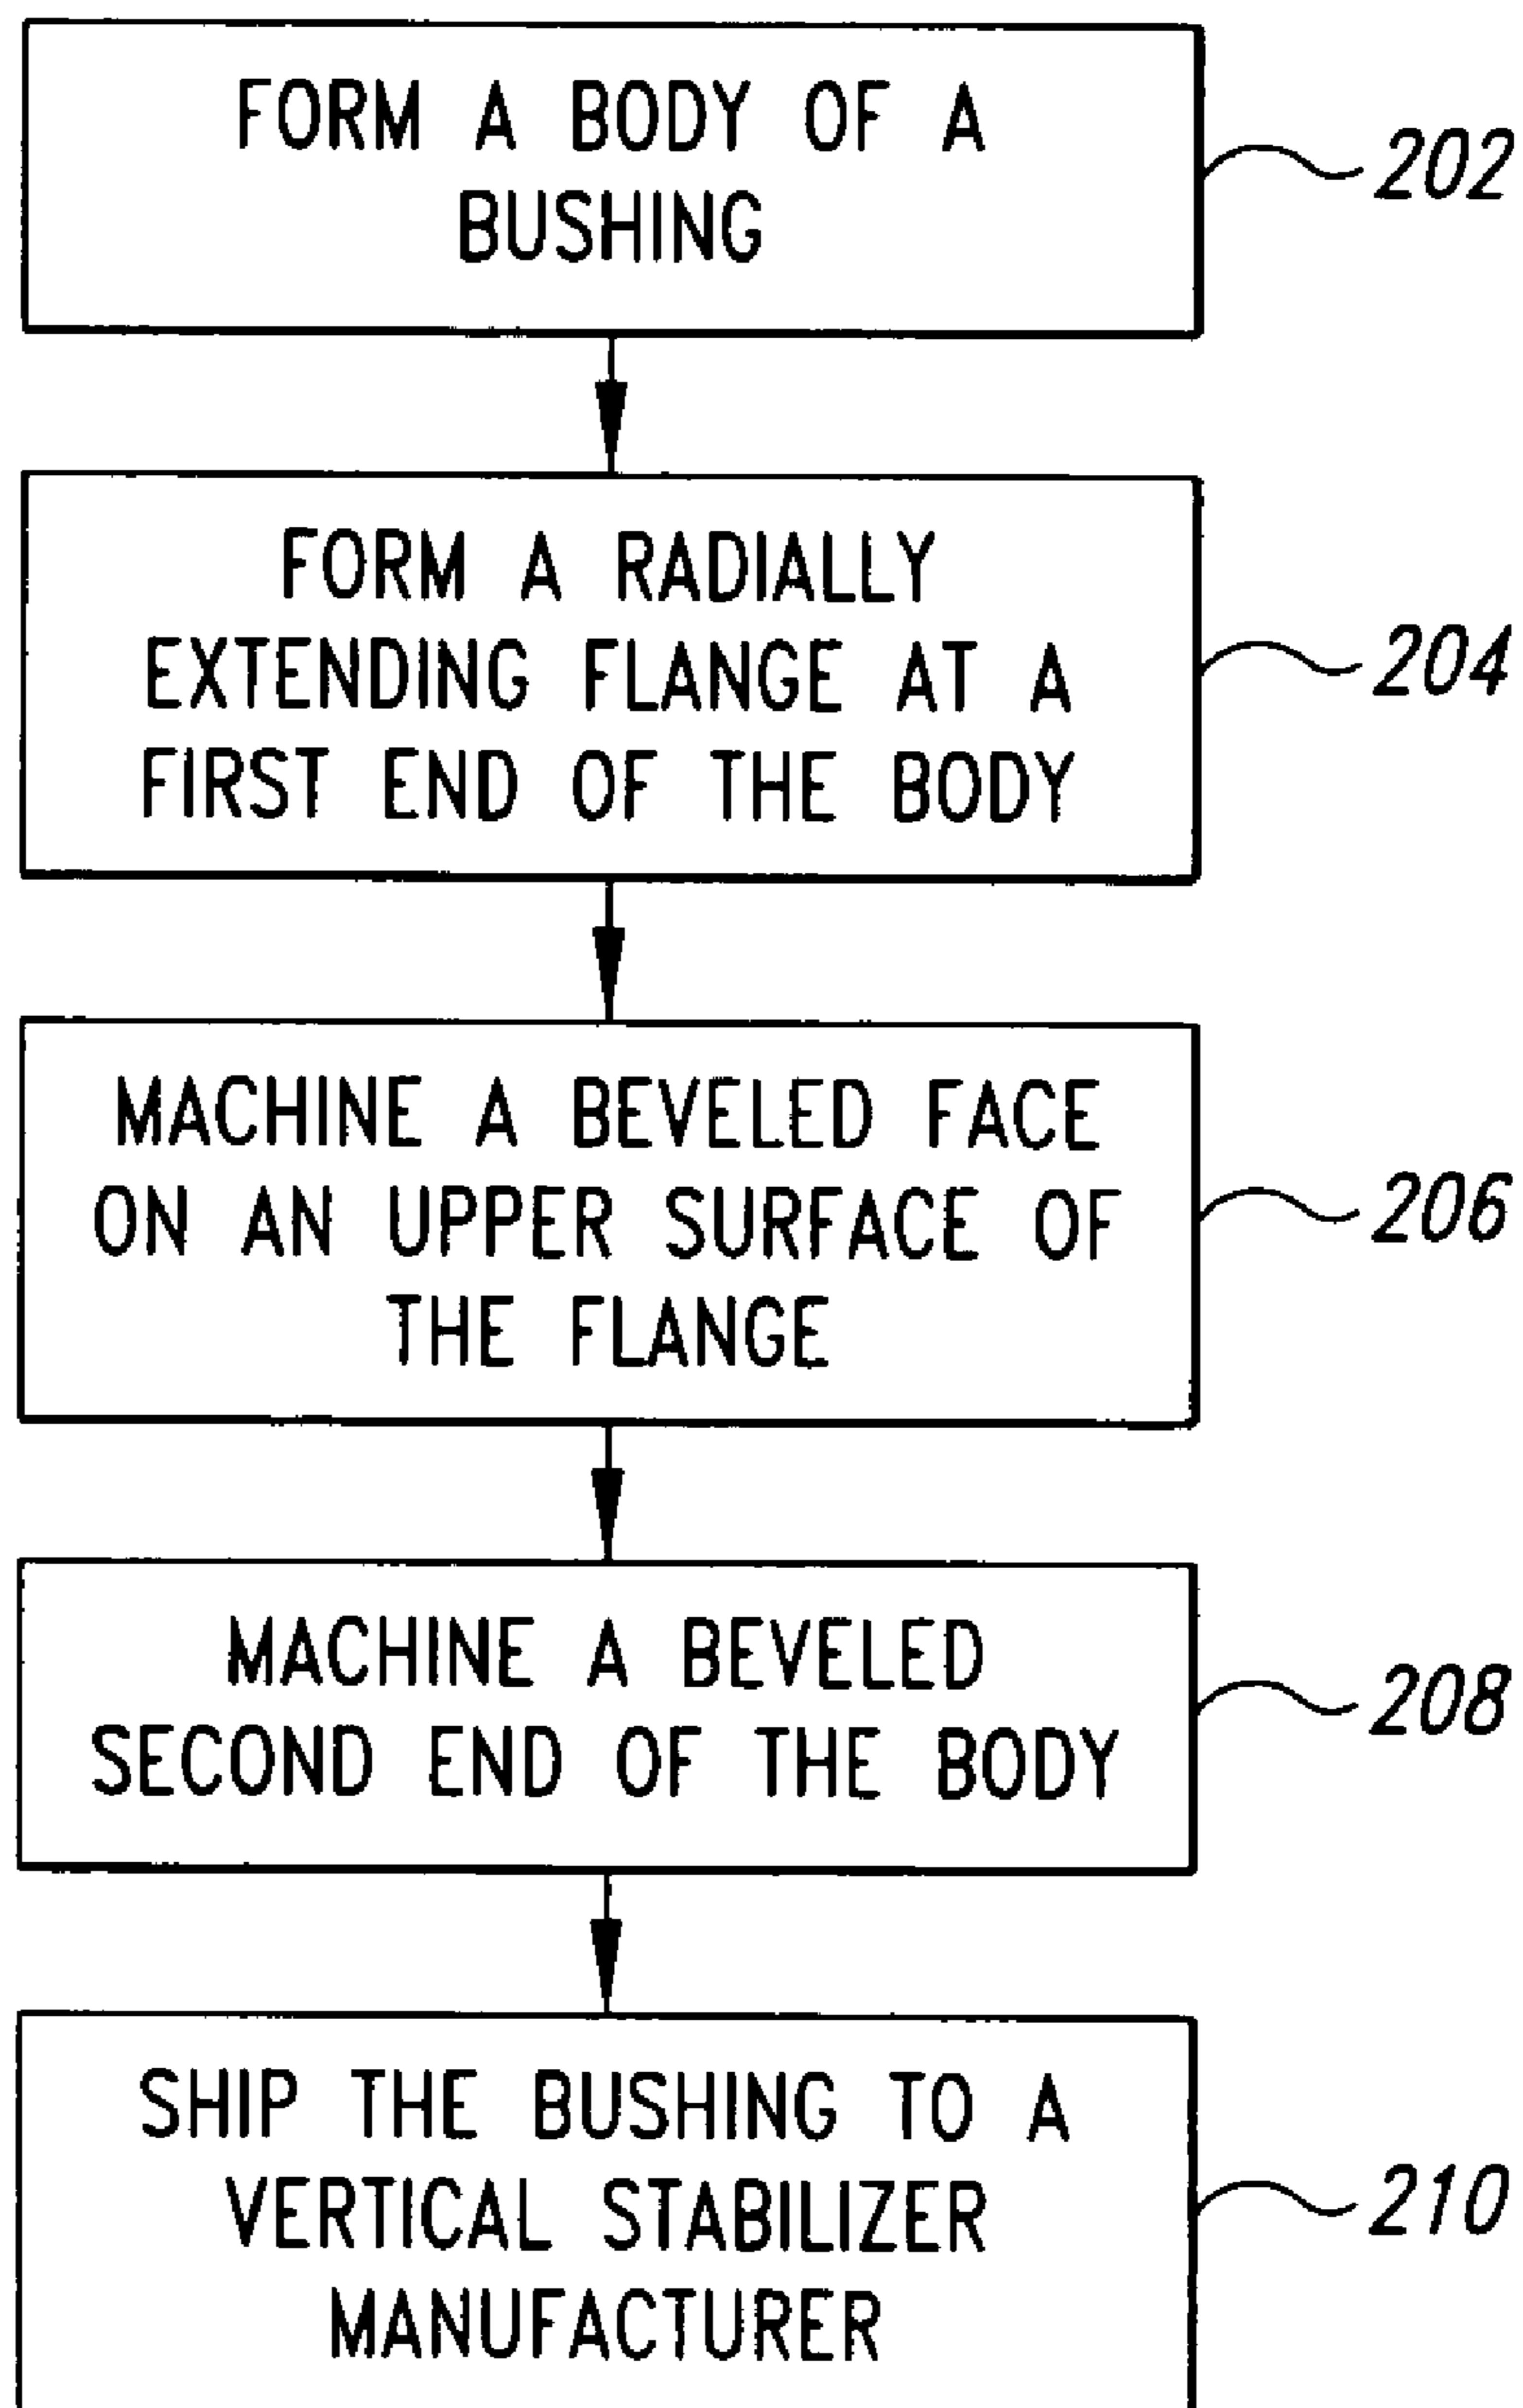 FORM A BODY OF A
BUSHING
202
FORM A RADIALLY
EXTENDING FLANGE AT A
FIRST END OF THE BODY
204
MACHINE A BEVELED FACE
ON AN UPPER SURFACE OF
THE FLANGE
206
MACHINE A BEVELED
SECOND END OF THE BODY
208
SHIP THE BUSHING TO A
VERTICAL STABILIZER
MANUFACTURER
210